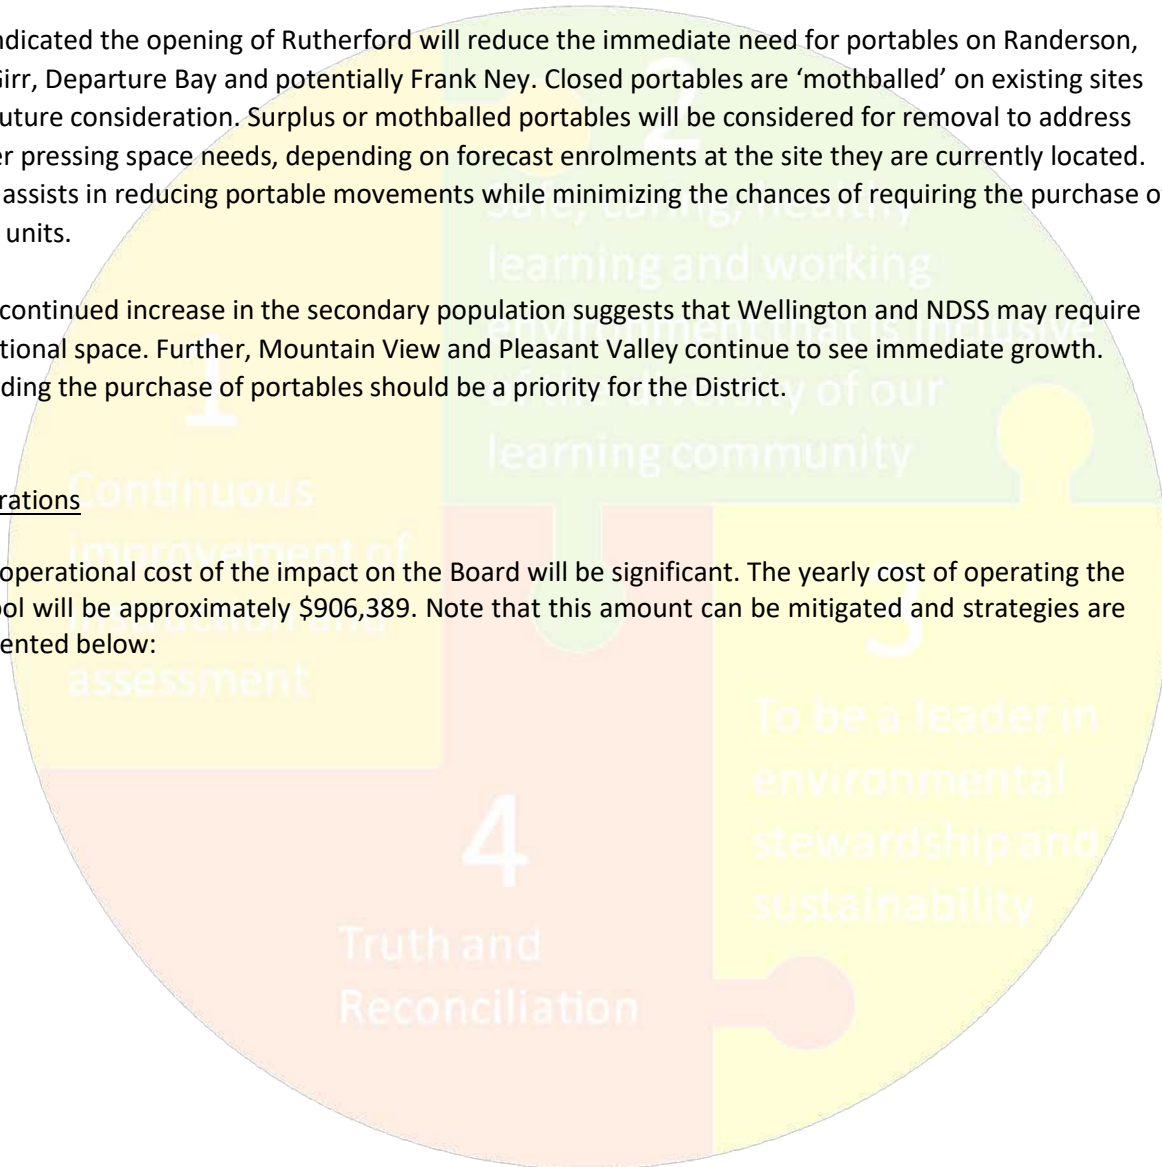 ndicated the opening of Rutherford will reduce the immediate need for portables on Randerson,
Girr, Departure Bay and potentially Frank Ney. Closed portables are ‘mothballed’ on existing sites
uture consideration. Surplus or mothballed portables will be considered for removal to address
er pressing space needs, depending on forecast enrolments at the site they are currently located.
assists in reducing portable movements while minimizing the chances of requiring the purchase o
units.
continued increase in the secondary population suggests that Wellington and NDSS may require
tional space. Further, Mountain View and Pleasant Valley continue to see immediate growth.
ding the purchase of portables should be a priority for the District.
rations
operational cost of the impact on the Board will be significant. The yearly cost of operating the
ool will be approximately $906,389. Note that this amount can be mitigated and strategies are
ented below:
1
Continuous
improvement of
instruction and
assessment
2
Safe, caring, healthy
learning and working
environment that is inclusive
of the diversity of our
learning community
3
To be a leader in
environmental
stewardship and
sustainability
4
Truth and
Reconciliation